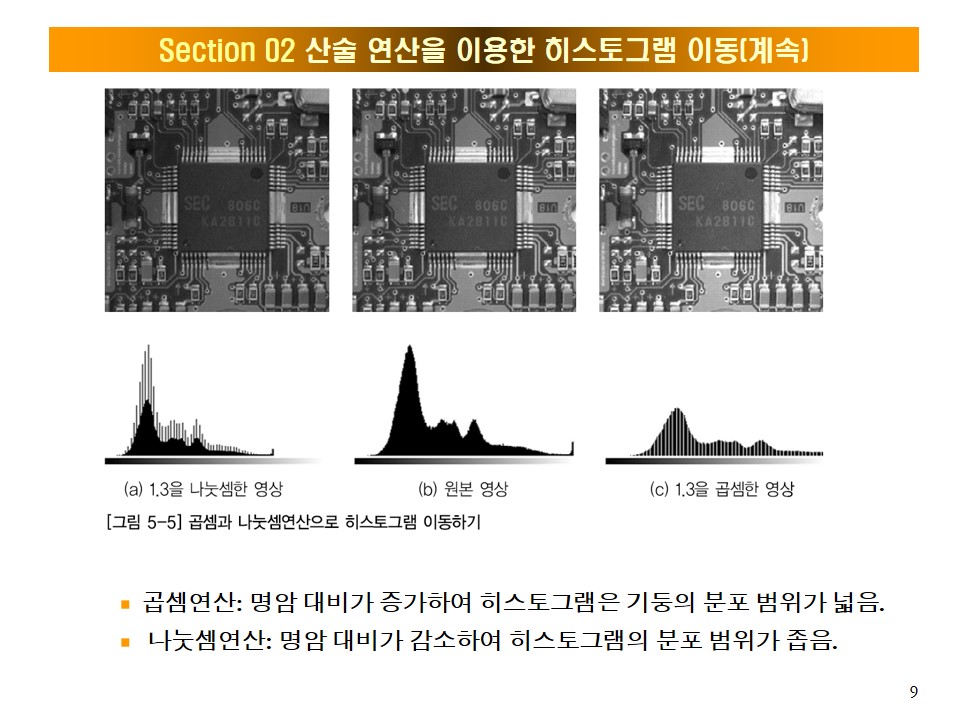 Section 02 산술 연산을 이용한 히스토그램 이동(계속)
SEC 806C
KA2811C
SEC 806C
KA2811C
SEC 806C
KA2811C
(a) 1.3을 나눗셈한 영상
(b) 원본 영상
(c) 1.3을 곱셈한 영상
[그림 5-5] 곱셈과 나눗셈연산으로 히스토그램 이동하기
■ 곱셈연산: 명암 대비가 증가하여 히스토그램은 기둥의 분포 범위가 넓음.
■ 나눗셈연산: 명암 대비가 감소하여 히스토그램의 분포 범위가 좁음.
9